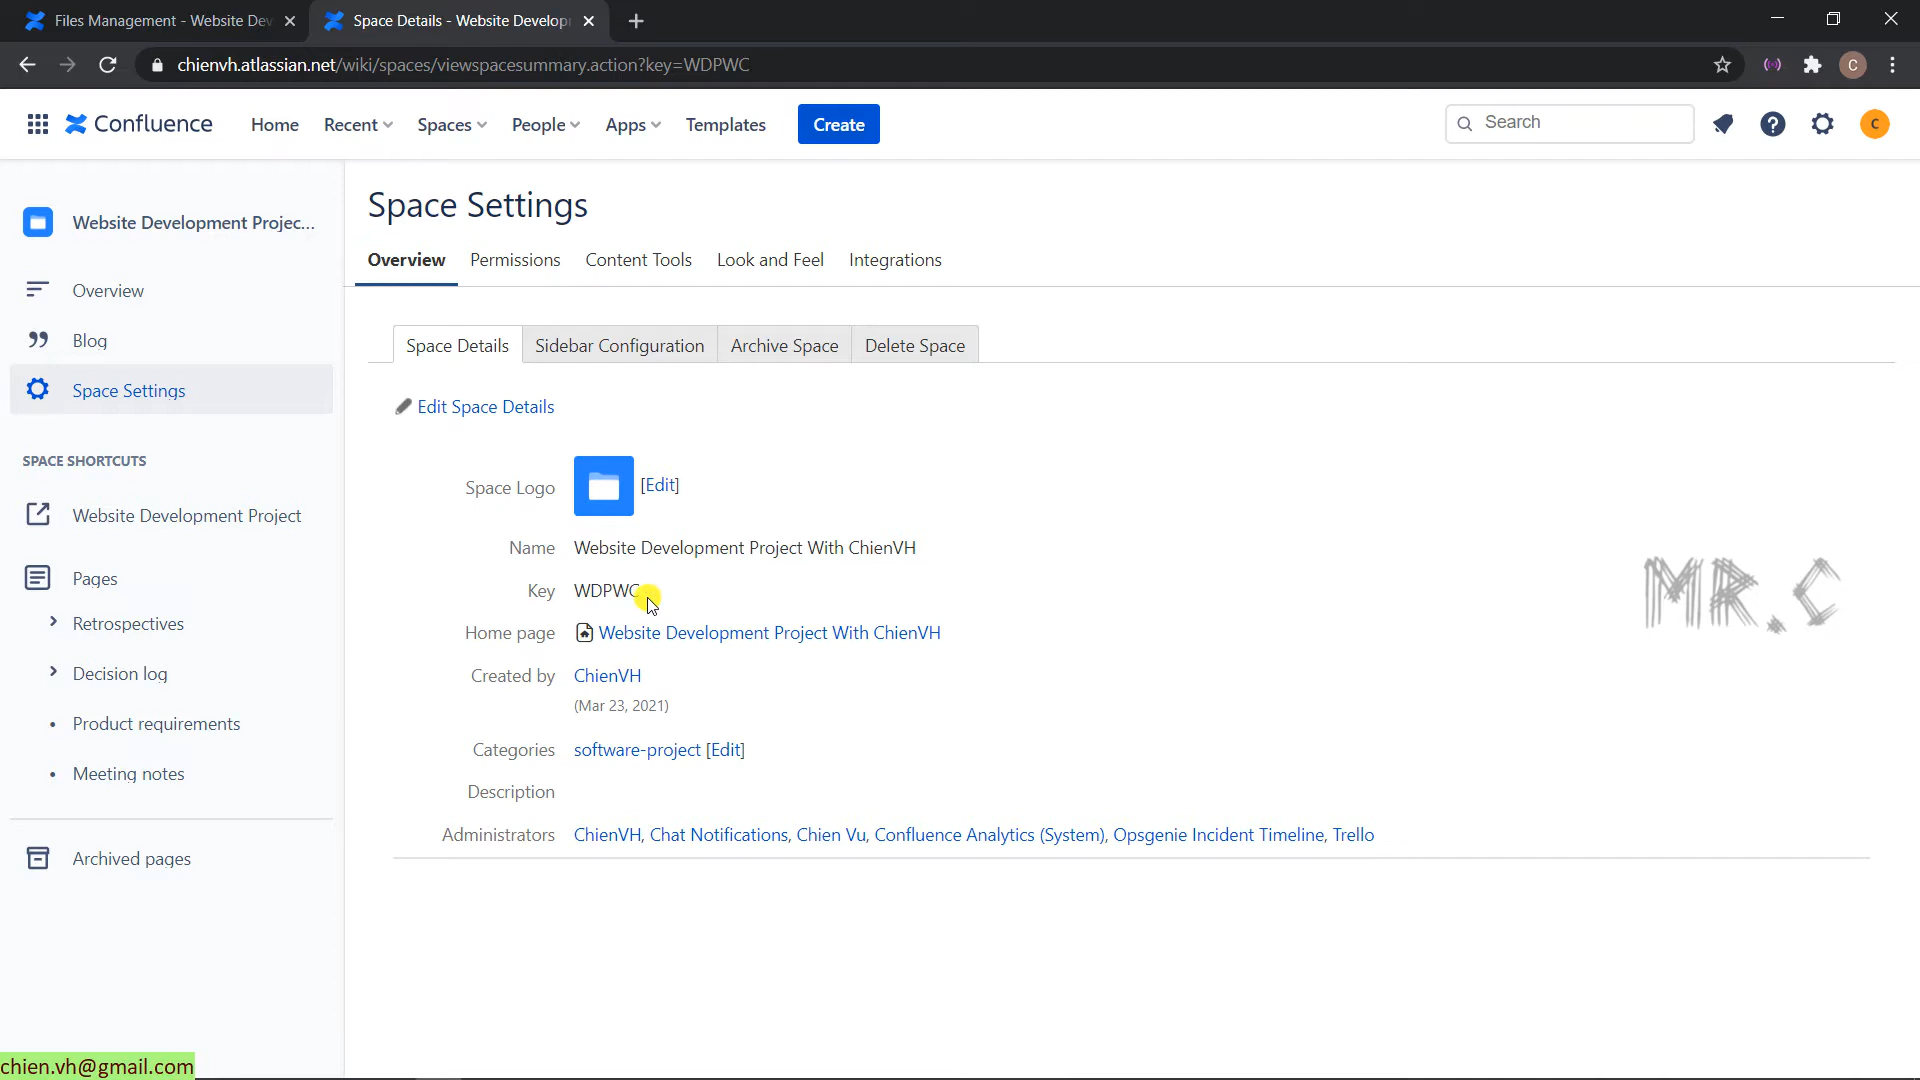 Files Management - Website Dev
Space Details - Website Develop
chienvh.atlassian.net/wiki/spaces/viewspacesummary.action?key=WDPWC
C
Confluence
Home
Recent
Spaces
People
Apps
Templates
Create
Search
C
Website Development Projec...
Overview
Blog
Space Settings
SPACE SHORTCUTS
Website Development Project
Pages
Retrospectives
Decision log
Product requirements
Meeting notes
Archived pages
Space Settings
Overview
Permissions
Content Tools
Look and Feel
Integrations
Space Details
Sidebar Configuration
Archive Space
Delete Space
Edit Space Details
Space Logo [Edit]
Name Website Development Project With ChienVH
Key WDPWC
Home page Website Development Project With ChienVH
Created by ChienVH
(Mar 23, 2021)
Categories software-project [Edit]
Description
Administrators ChienVH, Chat Notifications, Chien Vu, Confluence Analytics (System), Opsgenie Incident Timeline, Trello
MR.C
chien.vh@gmail.com